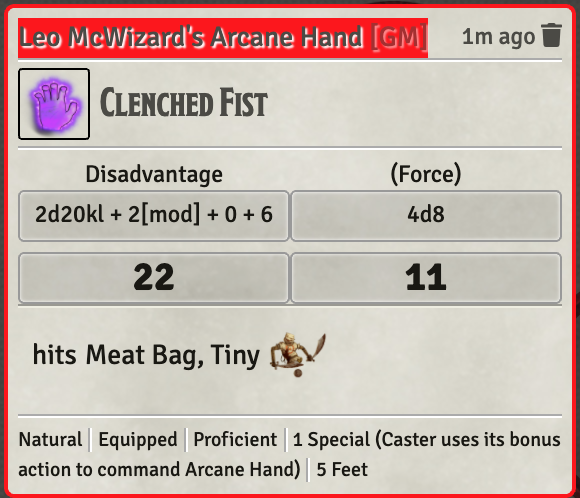 Leo McWizard's Arcane Hand [GM] 1m ago
Clenched Fist
Disadvantage (Force)
2d20kl + 2[mod] + 0 + 6 4d8
22 11
hits Meat Bag, Tiny
Natural | Equipped | Proficient | 1 Special (Caster uses its bonus
action to command Arcane Hand) | 5 Feet